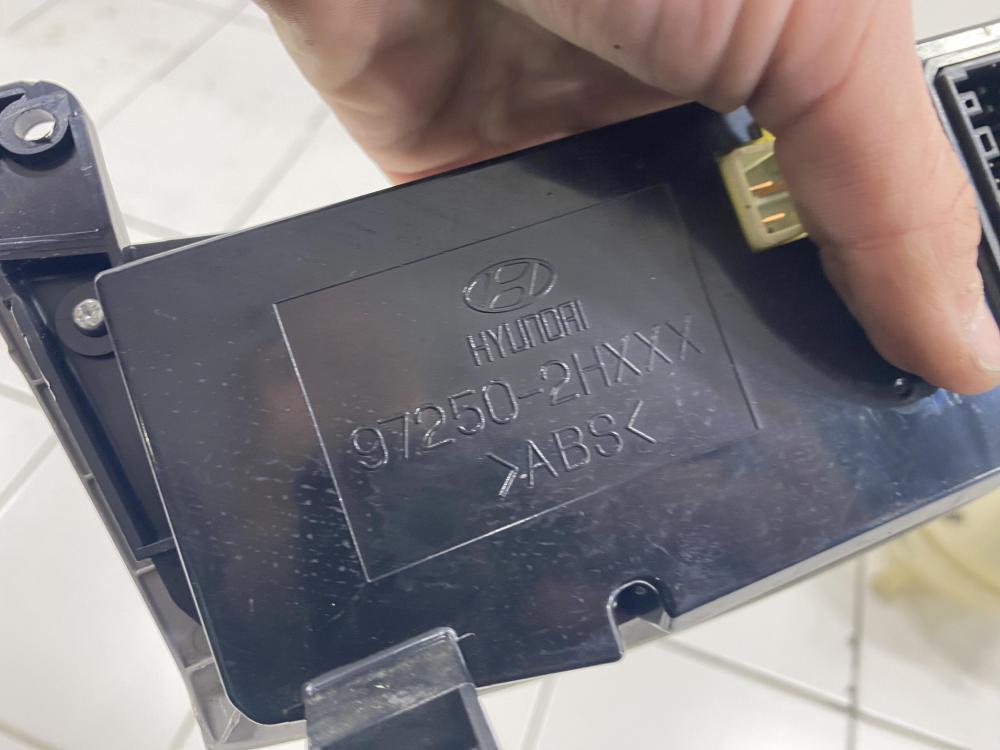 HYUNDAI
97250-2HXXX
>ABS<